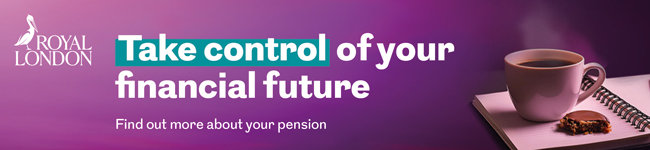 ROYAL
LONDON
Take control of your
financial future
Find out more about your pension